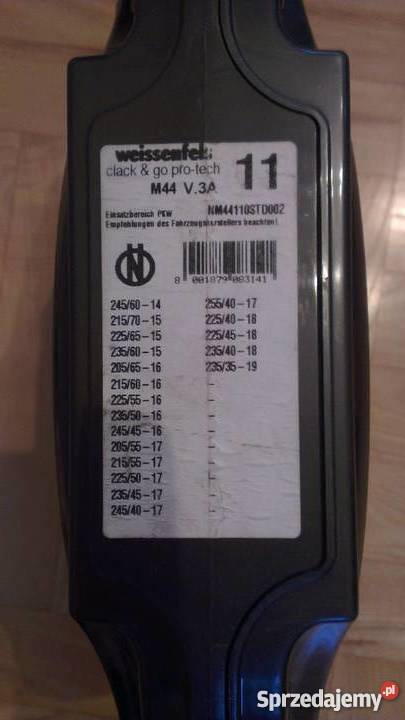 weissenfels 11
clack & go pro-tech
M44 V.3A
Einsatzbereich PKW NM44110STD002
Empfehlungen des Fahrzeugherstellers beachten!
N
8 001879 083141
245/60-14 255/40-17
215/70-15 225/40-18
225/65-15 225/45-18
235/60-15 235/40-18
205/65-16 235/35-19
215/60-16 -
225/55-16 -
235/50-16 -
245/45-16 -
205/55-17 -
215/55-17 -
225/50-17 -
235/45-17 -
245/40-17 -
Sprzedajemy.pl